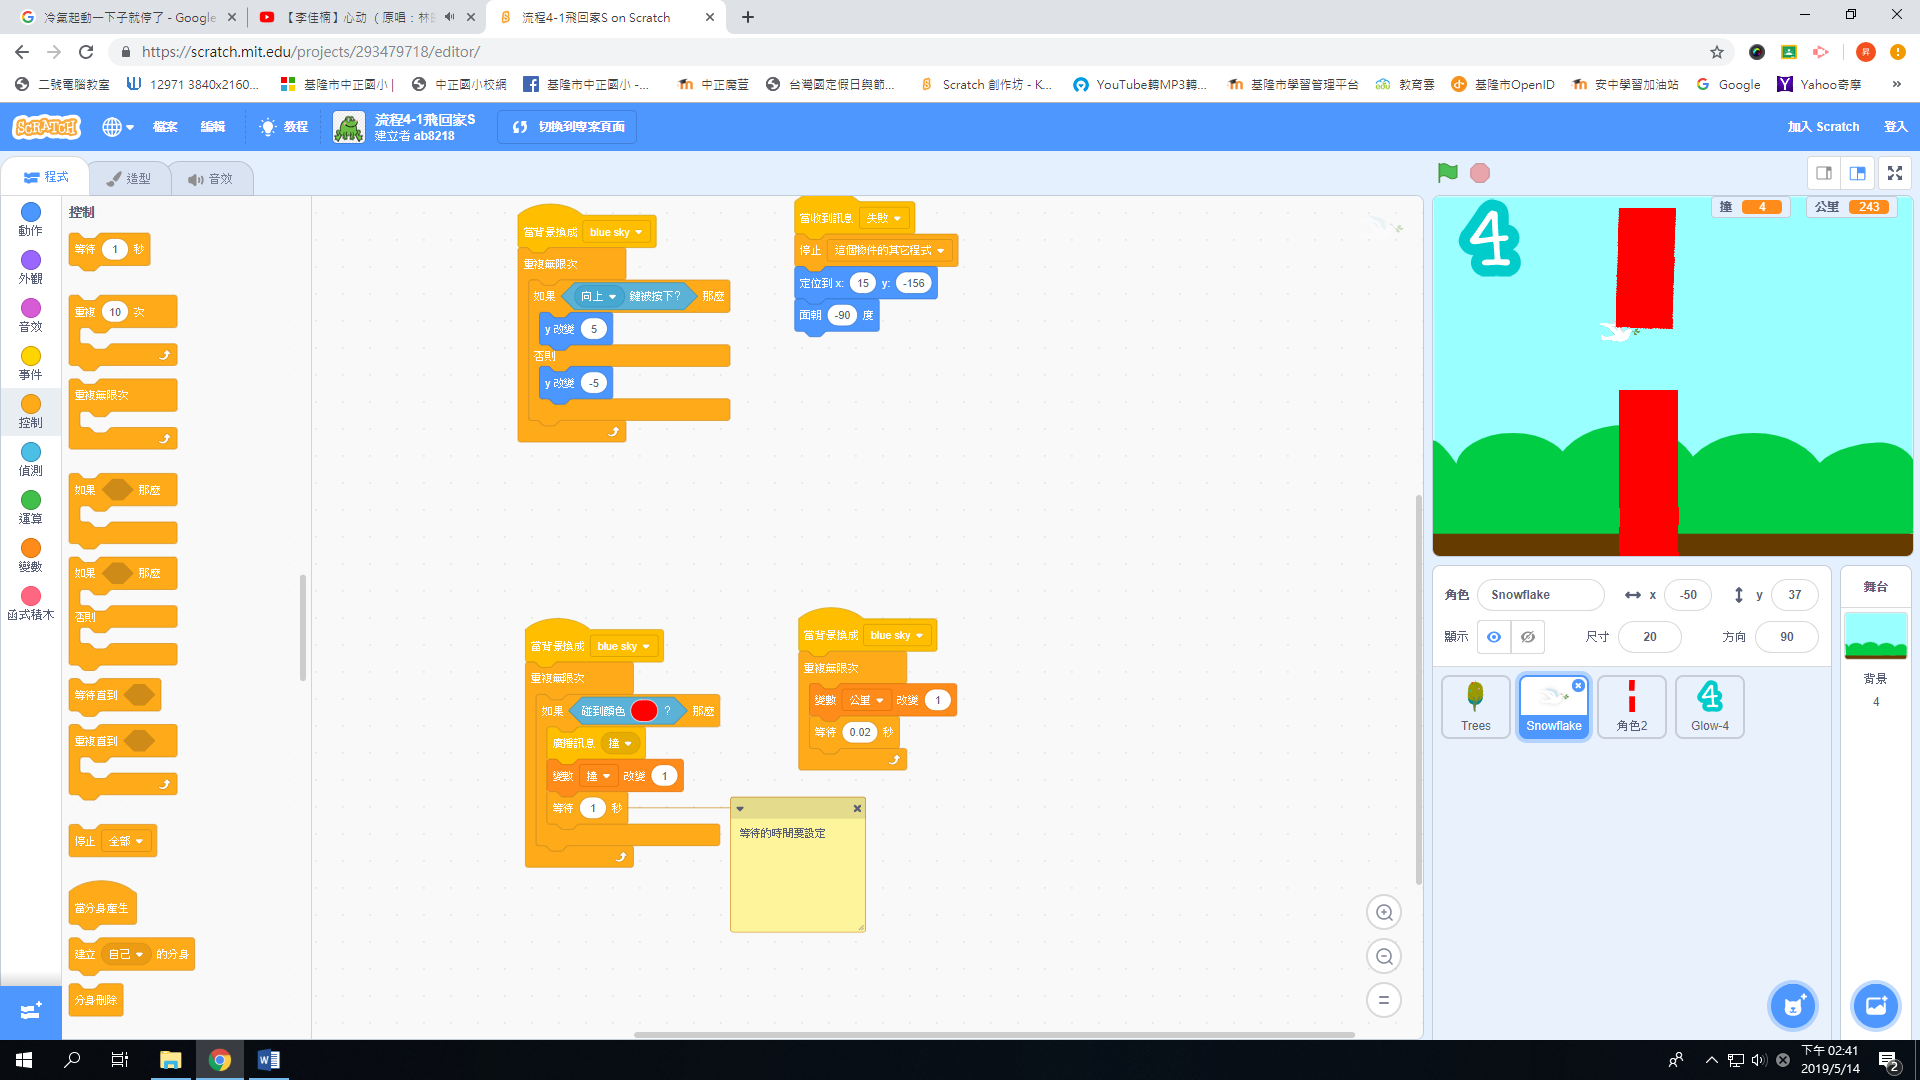 冷氣起動一下子就停了 - Google
【李佳楠】心动（原唱：林
流程4-1飛回家S on Scratch
https://scratch.mit.edu/projects/293479718/editor/
昇
二號電腦教室
12971 3840x2160...
基隆市中正國小 |
中正國小校網
基隆市中正國小 -...
中正魔荳
台灣國定假日與節...
Scratch 創作坊 - K...
YouTube轉MP3轉...
基隆市學習管理平台
教育雲
基隆市OpenID
安中學習加油站
Google
Yahoo奇摩
»
SCRATCH
檔案
編輯
教程
流程4-1飛回家S
建立者 ab8218
切換到專案頁面
加入 Scratch
登入
程式
造型
音效
動作
外觀
音效
事件
控制
偵測
運算
變數
函式積木
控制
等待 1 秒
重複 10 次
重複無限次
如果 那麼
如果 那麼
否則
等待直到
重複直到
停止 全部
當分身產生
建立 自己 的分身
分身刪除
當背景換成 blue sky
重複無限次
如果 向上 鍵被按下? 那麼
y 改變 5
否則
y 改變 -5
當收到訊息 失敗
停止 這個物件的其它程式
定位到 x: 15 y: -156
面朝 -90 度
當背景換成 blue sky
重複無限次
如果 碰到顏色 ? 那麼
廣播訊息 撞
變數 撞 改變 1
等待 1 秒
等待的時間要設定
當背景換成 blue sky
重複無限次
變數 公里 改變 1
等待 0.02 秒
撞 4
公里 243
4
角色 Snowflake x -50 y 37
顯示 尺寸 20 方向 90
Trees
Snowflake
角色2
4
Glow-4
舞台
背景
4
下午 02:41
2019/5/14
2